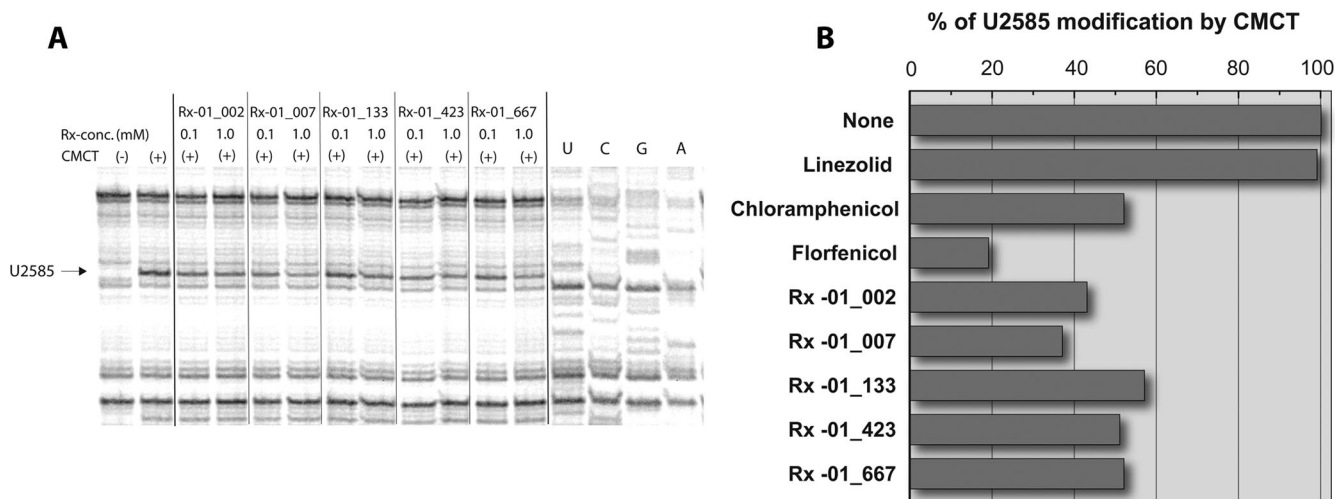 A
Rx-01_002 Rx-01_007 Rx-01_133 Rx-01_423 Rx-01_667
Rx-conc. (mM) 0.1 1.0 0.1 1.0 0.1 1.0 0.1 1.0 0.1 1.0
CMCT (-) (+) (+) (+) (+) (+) (+) (+) (+) (+) (+) (+) U C G A
U2585
B
% of U2585 modification by CMCT
0 20 40 60 80 100
None
Linezolid
Chloramphenicol
Florfenicol
Rx -01_002
Rx -01_007
Rx -01_133
Rx -01_423
Rx -01_667